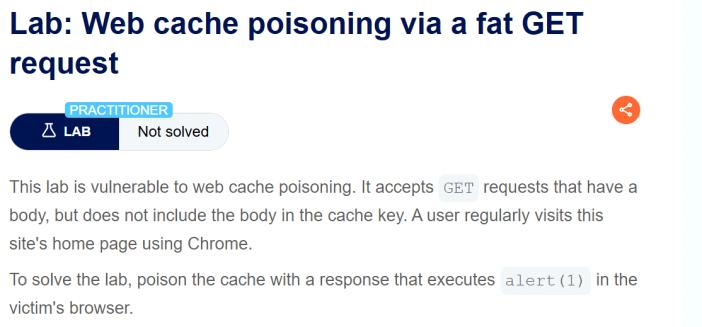 Lab: Web cache poisoning via a fat GET
request
PRACTITIONER
LAB Not solved
This lab is vulnerable to web cache poisoning. It accepts GET requests that have a
body, but does not include the body in the cache key. A user regularly visits this
site's home page using Chrome.
To solve the lab, poison the cache with a response that executes alert(1) in the
victim's browser.